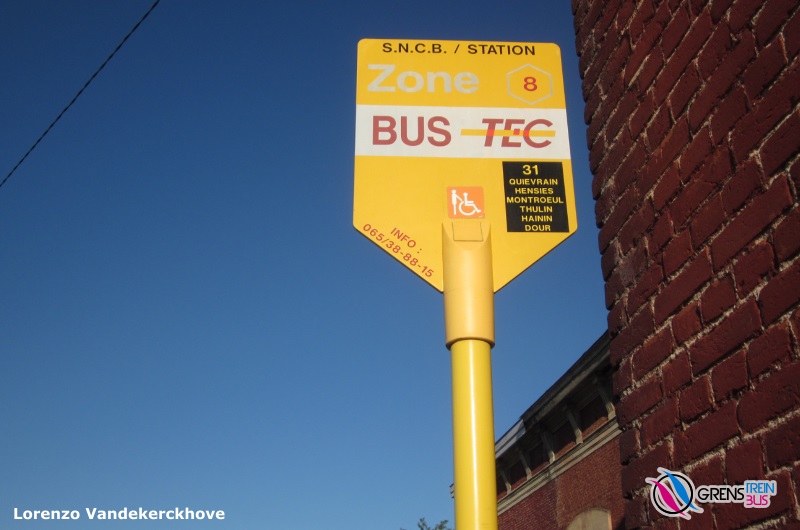 S.N.C.B. / STATION
Zone 8
BUS TEC
31
QUIEVRAIN
HENSIES
MONTROEUL
THULIN
HAININ
DOUR
INFO :
065/38-88-15
Lorenzo Vandekerckhove
GRENS TREIN
BUS